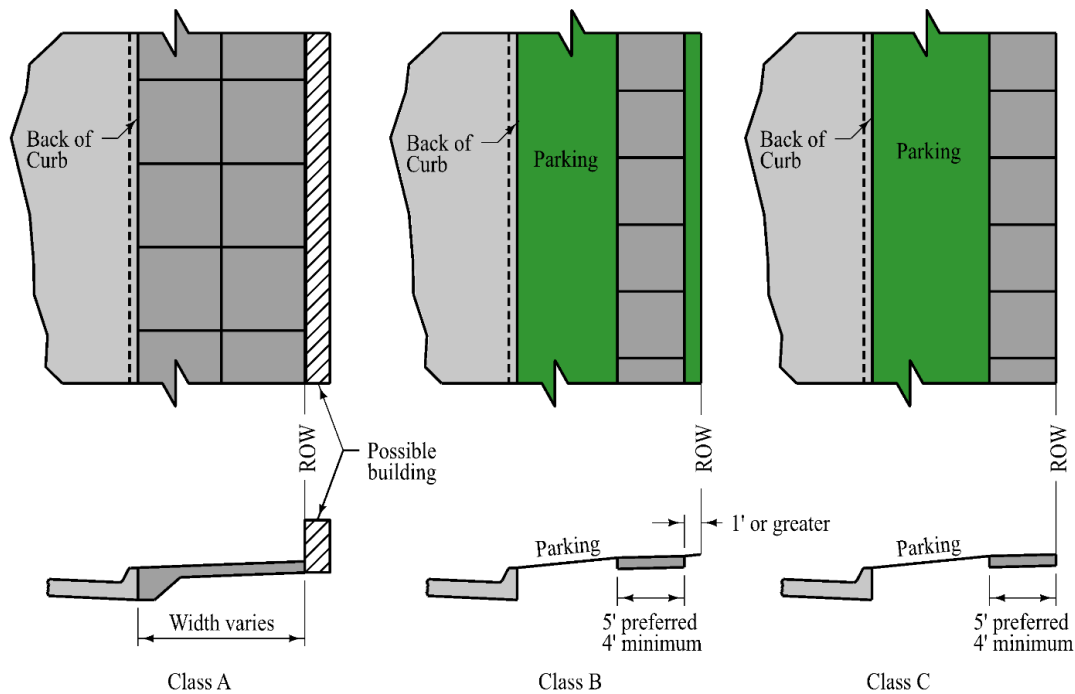 Back of
Curb
Back of
Curb
Parking
Back of
Curb
Parking
ROW
Possible
building
ROW
ROW
1' or greater
Parking
Parking
Width varies
5' preferred
4' minimum
5' preferred
4' minimum
Class A
Class B
Class C